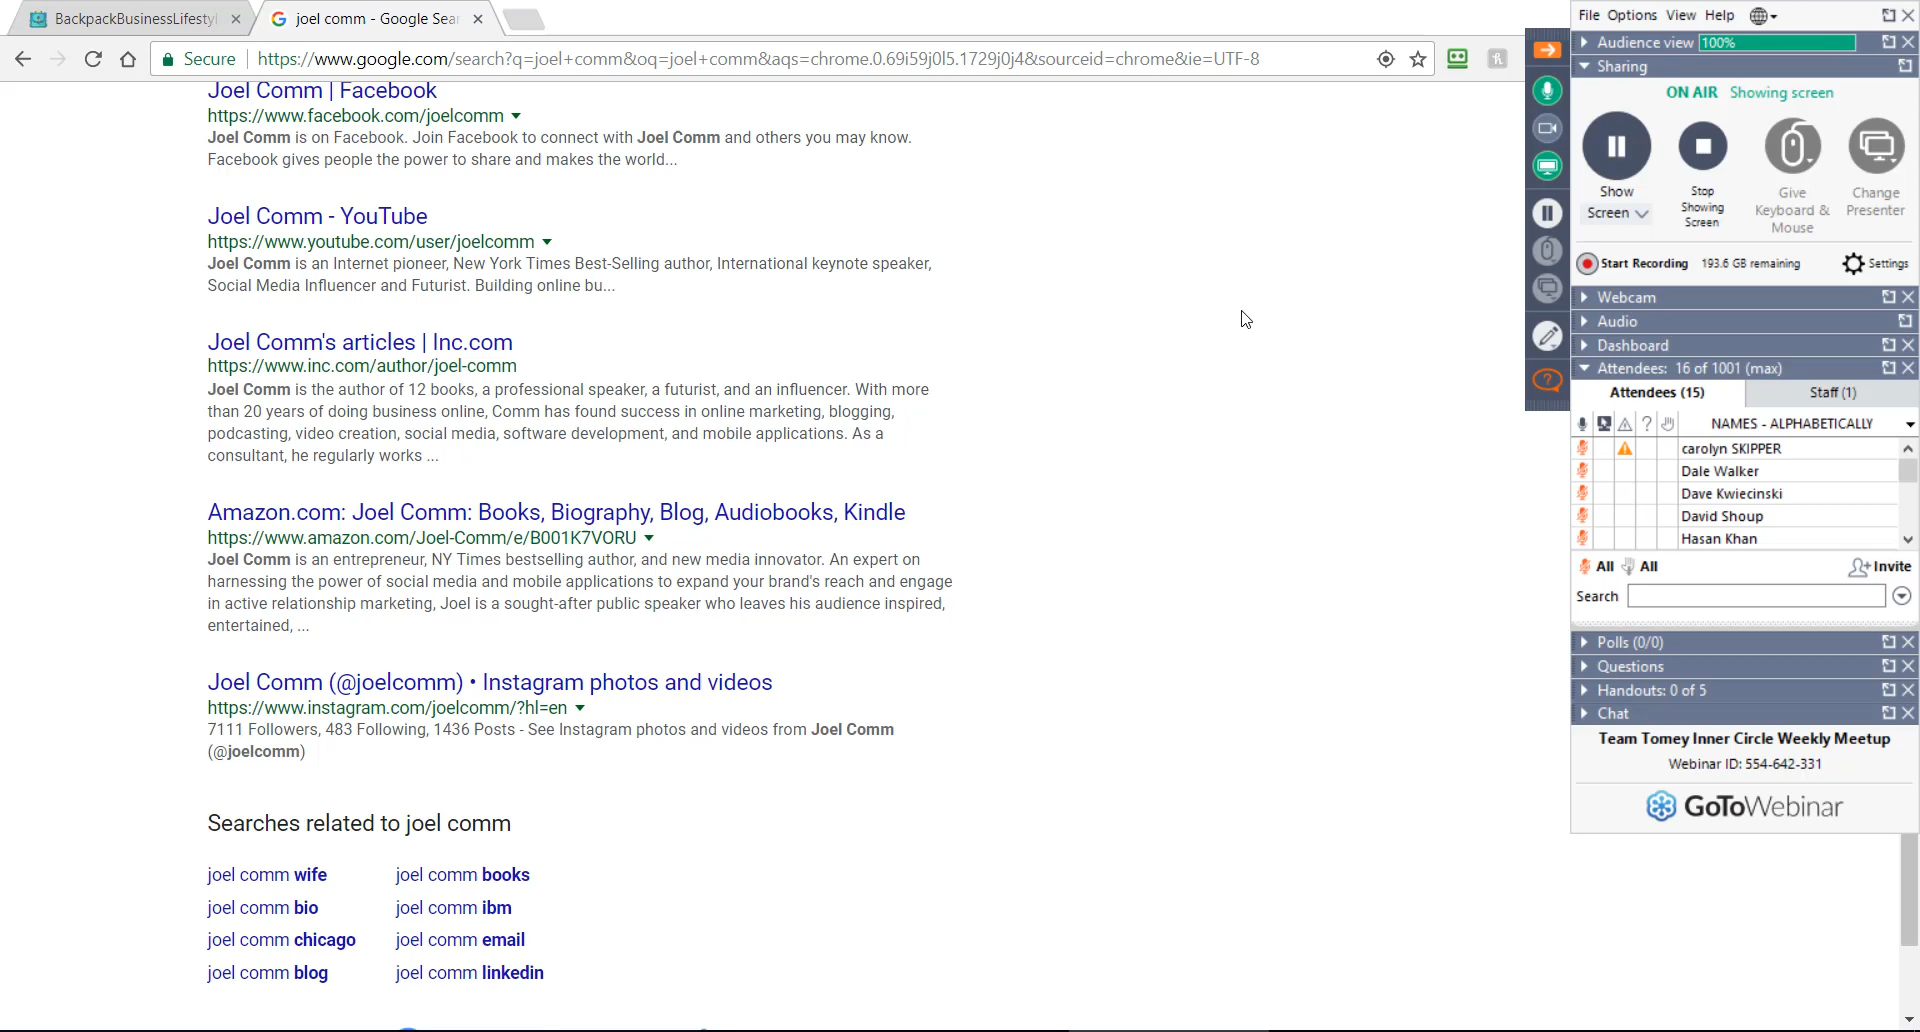 BackpackBusinessLifesty
joel comm - Google Sear
Secure
https://www.google.com/search?q=joel+comm&oq=joel+comm&aqs=chrome.0.69i59j0l5.1729j0j4&sourceid=chrome&ie=UTF-8
Joel Comm | Facebook
https://www.facebook.com/joelcomm
Joel Comm is on Facebook. Join Facebook to connect with Joel Comm and others you may know.
Facebook gives people the power to share and makes the world...
Joel Comm - YouTube
https://www.youtube.com/user/joelcomm
Joel Comm is an Internet pioneer, New York Times Best-Selling author, International keynote speaker,
Social Media Influencer and Futurist. Building online bu...
Joel Comm's articles | Inc.com
https://www.inc.com/author/joel-comm
Joel Comm is the author of 12 books, a professional speaker, a futurist, and an influencer. With more
than 20 years of doing business online, Comm has found success in online marketing, blogging,
podcasting, video creation, social media, software development, and mobile applications. As a
consultant, he regularly works ...
Amazon.com: Joel Comm: Books, Biography, Blog, Audiobooks, Kindle
https://www.amazon.com/Joel-Comm/e/B001K7VORU
Joel Comm is an entrepreneur, NY Times bestselling author, and new media innovator. An expert on
harnessing the power of social media and mobile applications to expand your brand's reach and engage
in active relationship marketing, Joel is a sought-after public speaker who leaves his audience inspired,
entertained, ...
Joel Comm (@joelcomm) • Instagram photos and videos
https://www.instagram.com/joelcomm/?hl=en
7111 Followers, 483 Following, 1436 Posts - See Instagram photos and videos from Joel Comm
(@joelcomm)
Searches related to joel comm
joel comm wife
joel comm books
joel comm bio
joel comm ibm
joel comm chicago
joel comm email
joel comm blog
joel comm linkedin
File Options View Help
Audience view 100%
Sharing
ON AIR Showing screen
Show
Screen
Stop
Showing
Screen
Give
Keyboard &
Mouse
Change
Presenter
Start Recording 193.6 GB remaining
Settings
Webcam
Audio
Dashboard
Attendees: 16 of 1001 (max)
Attendees (15)
Staff (1)
NAMES - ALPHABETICALLY
carolyn SKIPPER
Dale Walker
Dave Kwiecinski
David Shoup
Hasan Khan
All All
Invite
Search
Polls (0/0)
Questions
Handouts: 0 of 5
Chat
Team Tomey Inner Circle Weekly Meetup
Webinar ID: 554-642-331
GoToWebinar